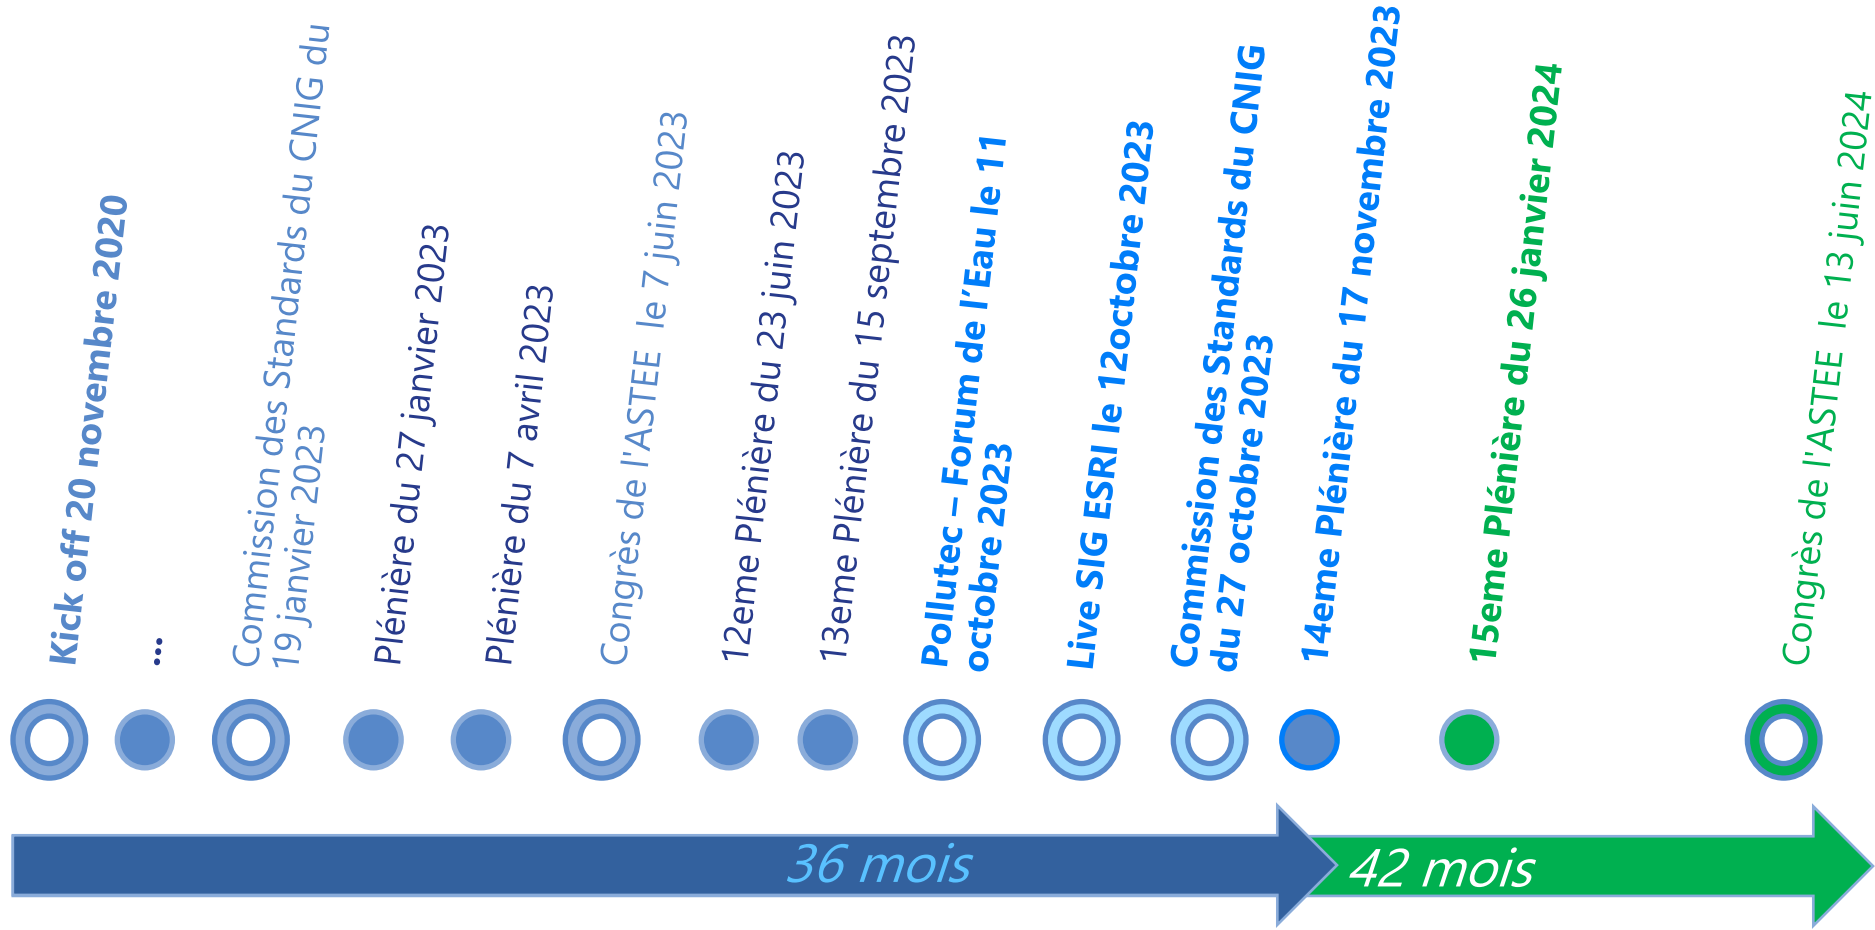 Kick off 20 novembre 2020
...
Commission des Standards du CNIG du
19 janvier 2023
Plénière du 27 janvier 2023
Plénière du 7 avril 2023
Congrès de l'ASTEE  le 7 juin 2023
12eme Plénière du 23 juin 2023
13eme Plénière du 15 septembre 2023
Pollutec – Forum de l’Eau le 11
octobre 2023
Live SIG ESRI le 12octobre 2023
Commission des Standards du CNIG
du 27 octobre 2023
14eme Plénière du 17 novembre 2023
15eme Plénière du 26 janvier 2024
Congrès de l'ASTEE  le 13 juin 2024
36 mois
42 mois